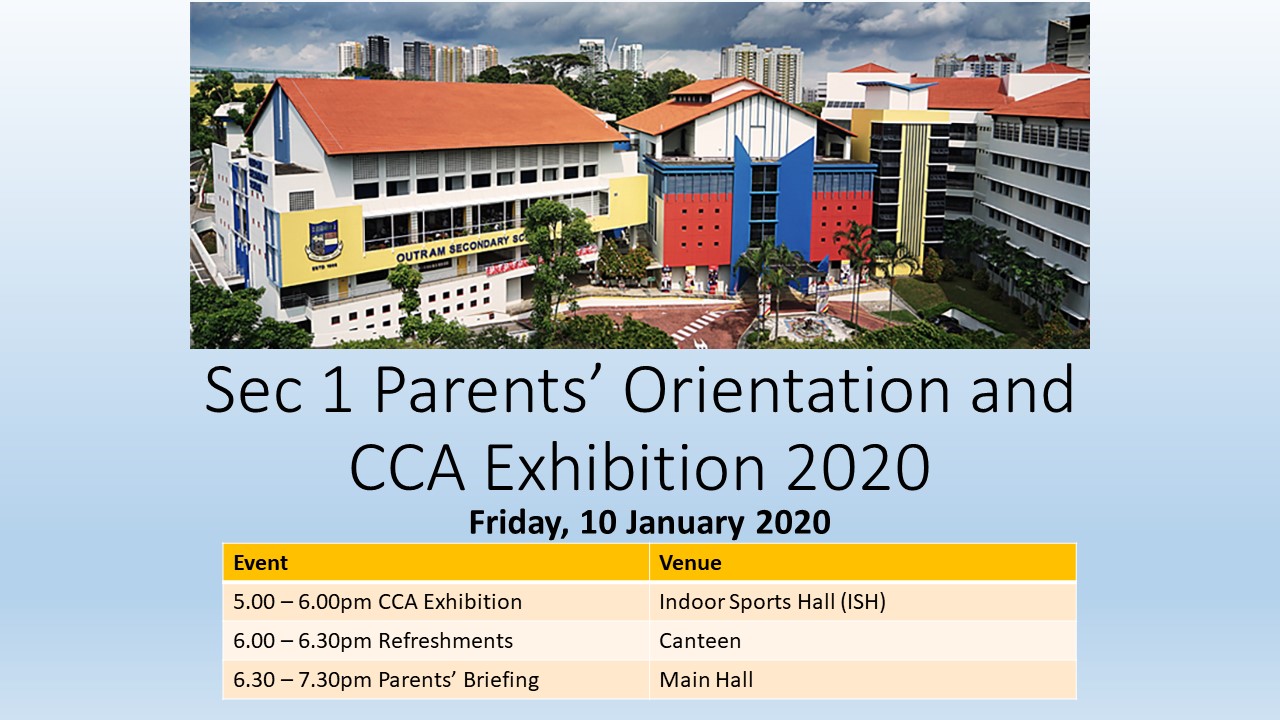 OUTRAM SECONDARY
ESTD 1906
Sec 1 Parents’ Orientation and
CCA Exhibition 2020
Friday, 10 January 2020
Event Venue
5.00 – 6.00pm CCA Exhibition Indoor Sports Hall (ISH)
6.00 – 6.30pm Refreshments Canteen
6.30 – 7.30pm Parents’ Briefing Main Hall